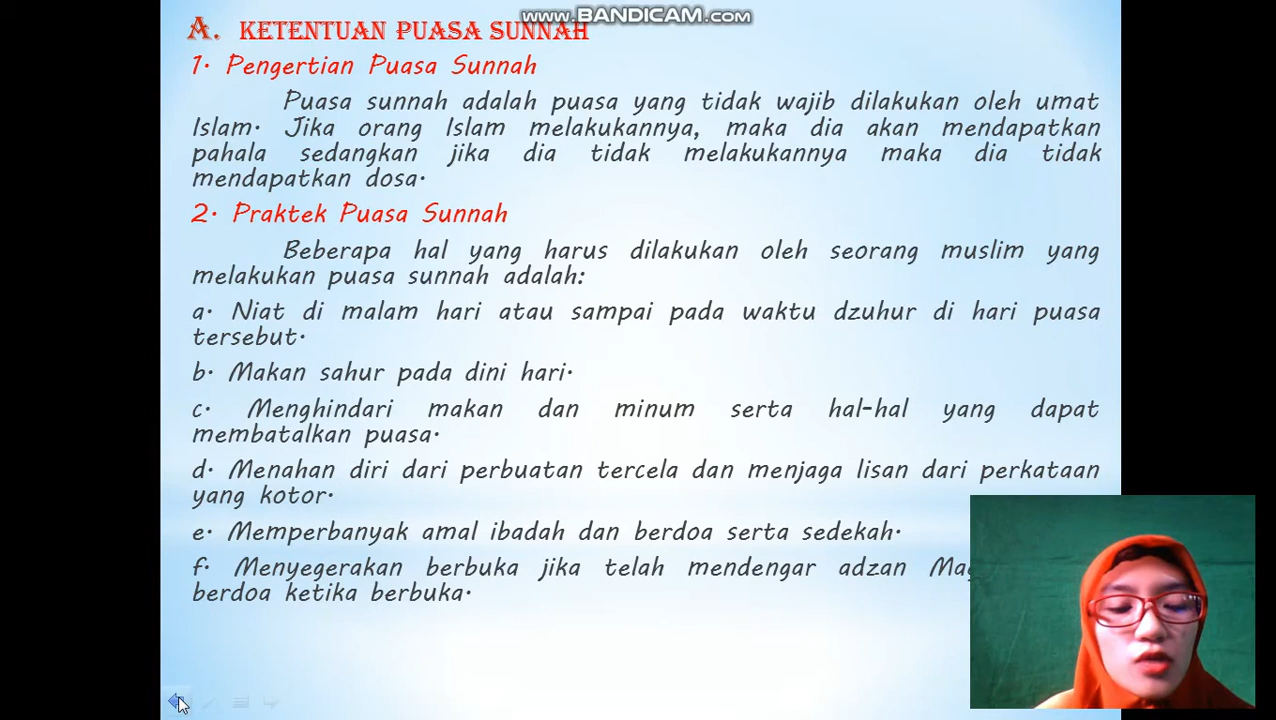 www.BANDICAM.com
A. KETENTUAN PUASA SUNNAH
1. Pengertian Puasa Sunnah
Puasa sunnah adalah puasa yang tidak wajib dilakukan oleh umat
Islam. Jika orang Islam melakukannya, maka dia akan mendapatkan
pahala sedangkan jika dia tidak melakukannya maka dia tidak
mendapatkan dosa.
2. Praktek Puasa Sunnah
Beberapa hal yang harus dilakukan oleh seorang muslim yang
melakukan puasa sunnah adalah:
a. Niat di malam hari atau sampai pada waktu dzuhur di hari puasa
tersebut.
b. Makan sahur pada dini hari.
c. Menghindari makan dan minum serta hal-hal yang dapat
membatalkan puasa.
d. Menahan diri dari perbuatan tercela dan menjaga lisan dari perkataan
yang kotor.
e. Memperbanyak amal ibadah dan berdoa serta sedekah.
f. Menyegerakan berbuka jika telah mendengar adzan
berdoa ketika berbuka.